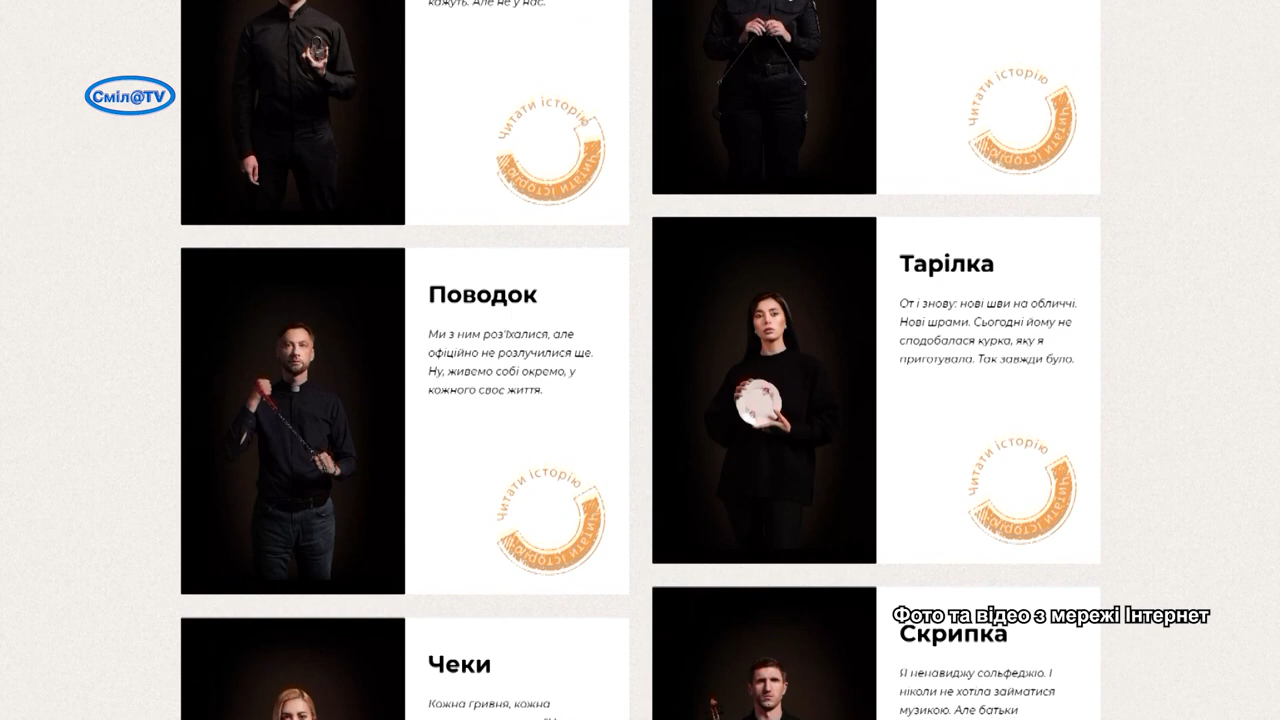 кажуть. Але не у нас.
Сміл@TV
Читати історію
Читати історію
Читати історію
Читати історію
Поводок
Ми з ним роз'їхалися, але
офіційно не розлучилися ще.
Ну, живемо собі окремо, у
кожного своє життя.
Читати історію
Читати історію
Тарілка
От і знову: нові шви на обличчі.
Нові шрами. Сьогодні йому не
сподобалася курка, яку я
приготувала. Так завжди було.
Читати історію
Читати історію
Чеки
Кожна гривня, кожна
Фото та відео з мережі Інтернет
Скрипка
Я ненавиджу сольфеджіо. І
ніколи не хотіла займатися
музикою. Але батьки